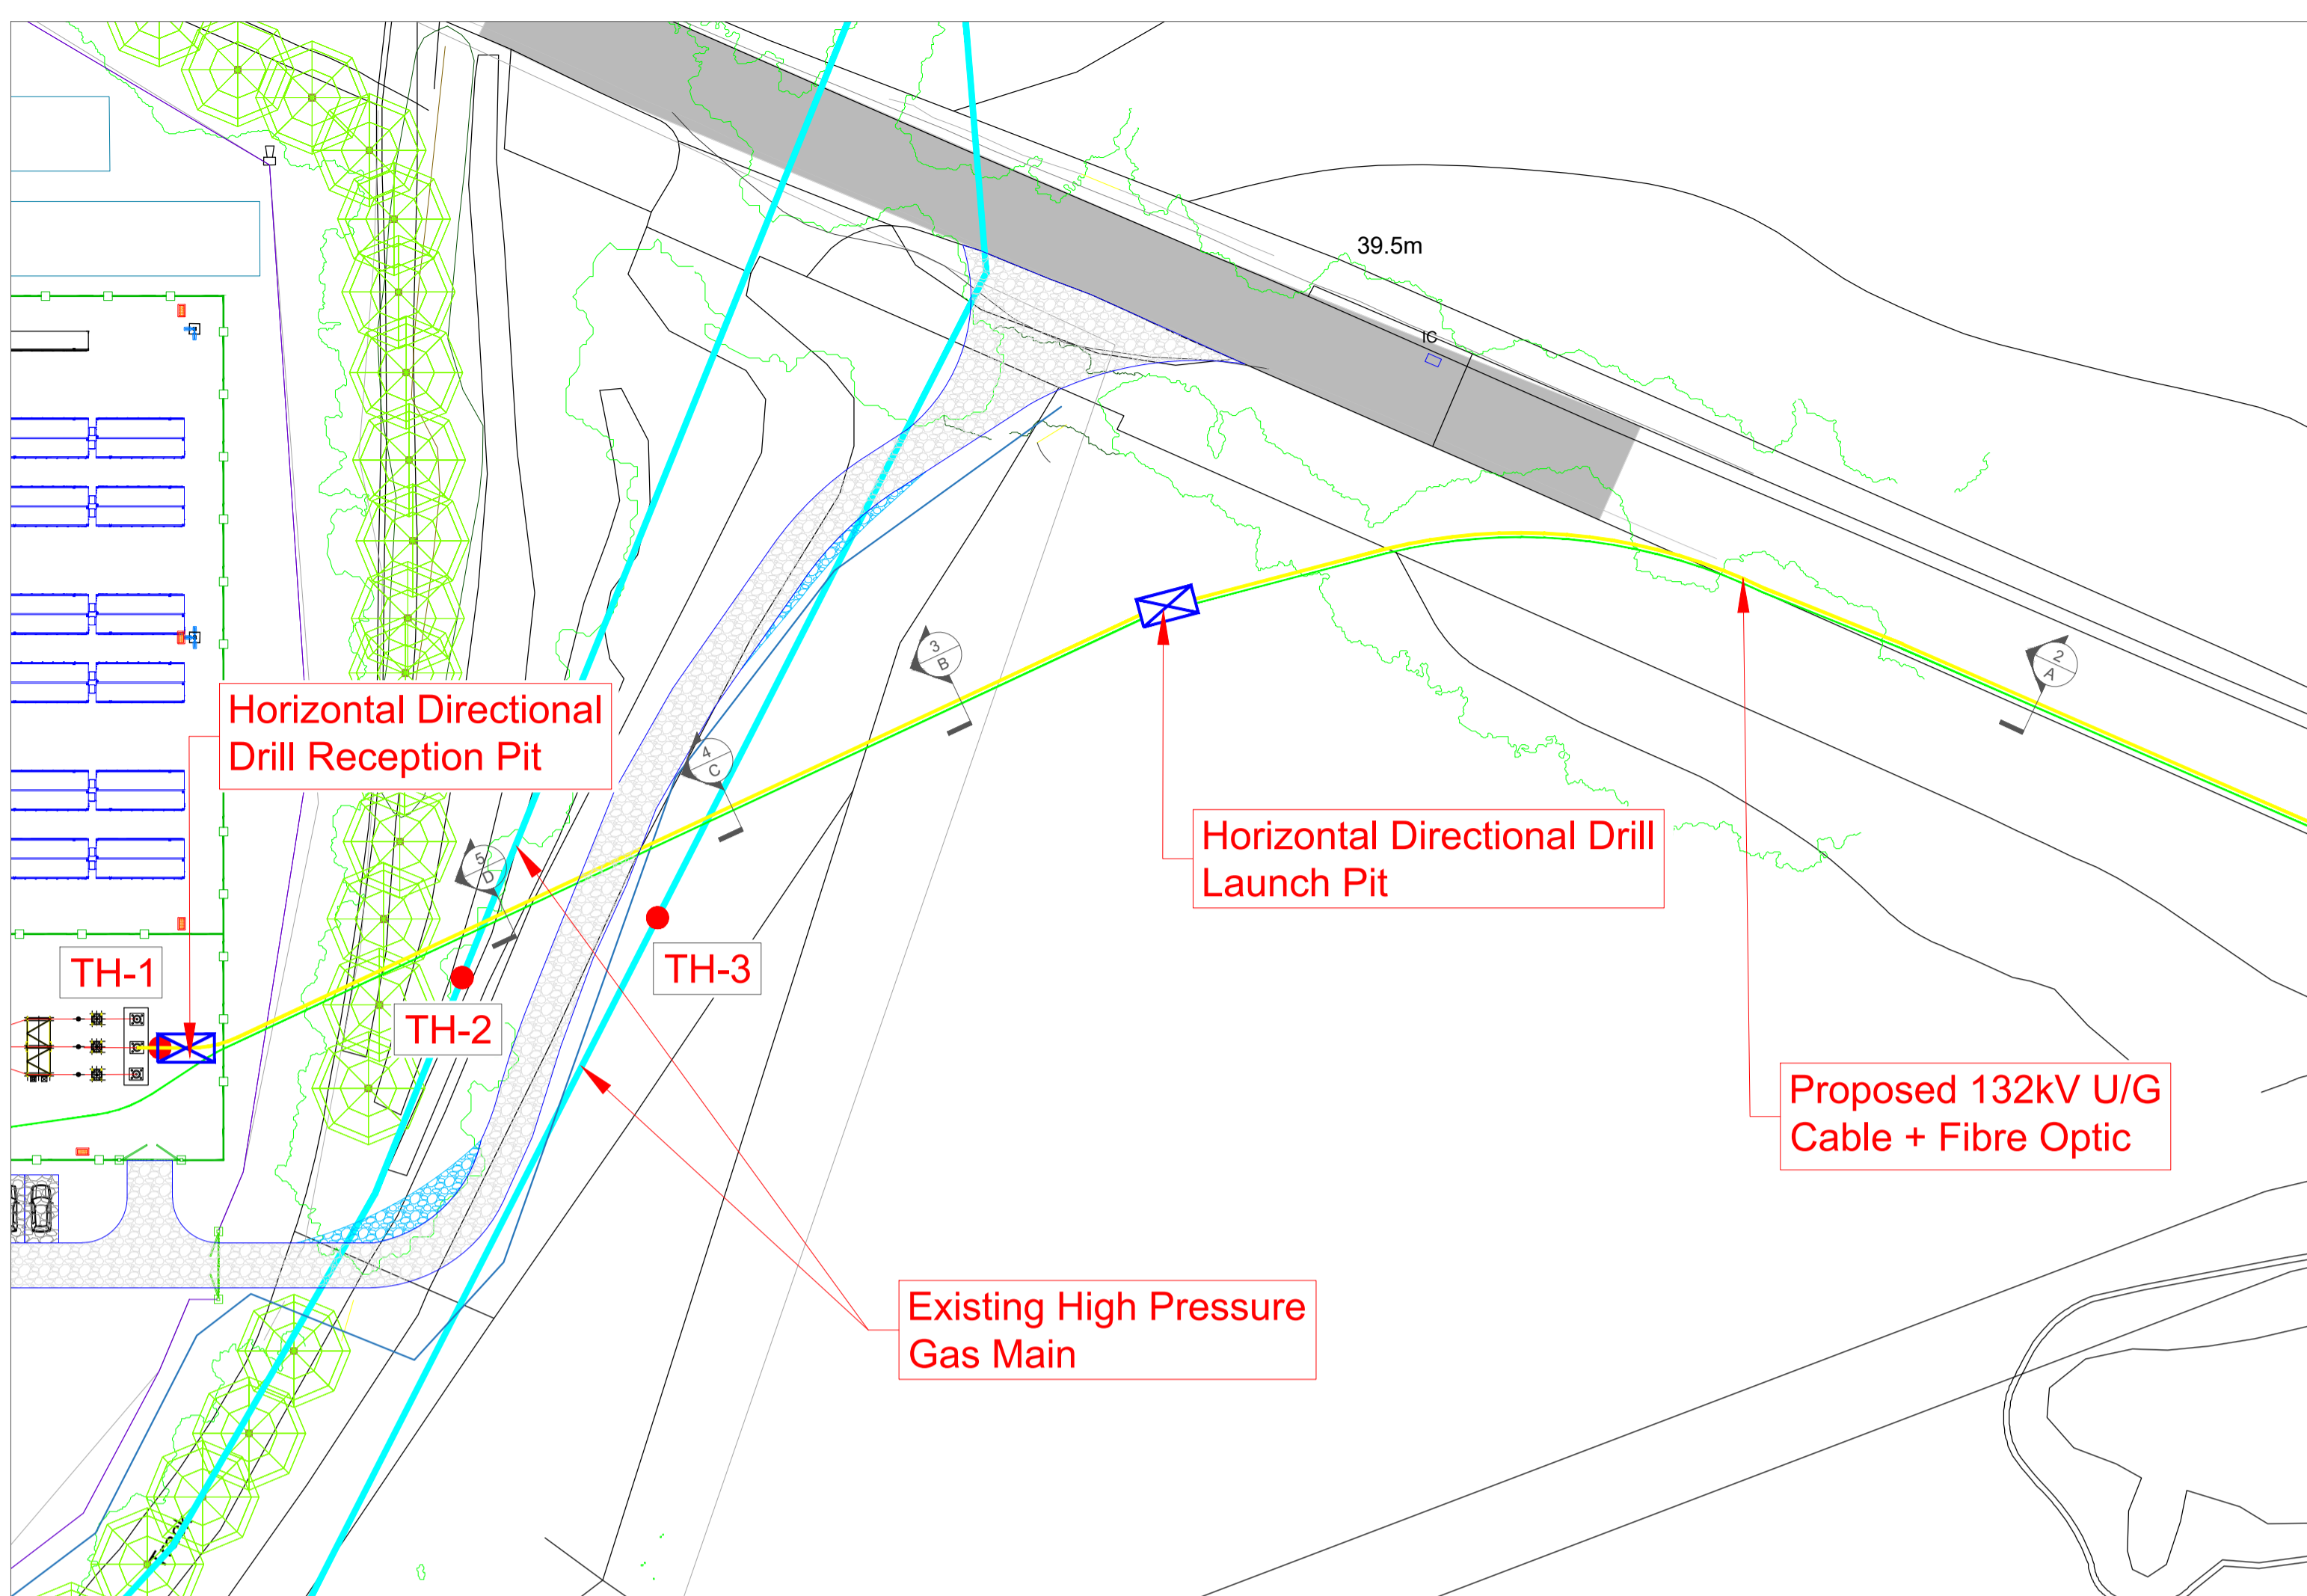 39.5m
IC
3
B
2
A
Horizontal Directional
Drill Reception Pit
4
C
Horizontal Directional Drill
Launch Pit
5
D
TH-1
TH-3
TH-2
Proposed 132kV U/G
Cable + Fibre Optic
Existing High Pressure
Gas Main